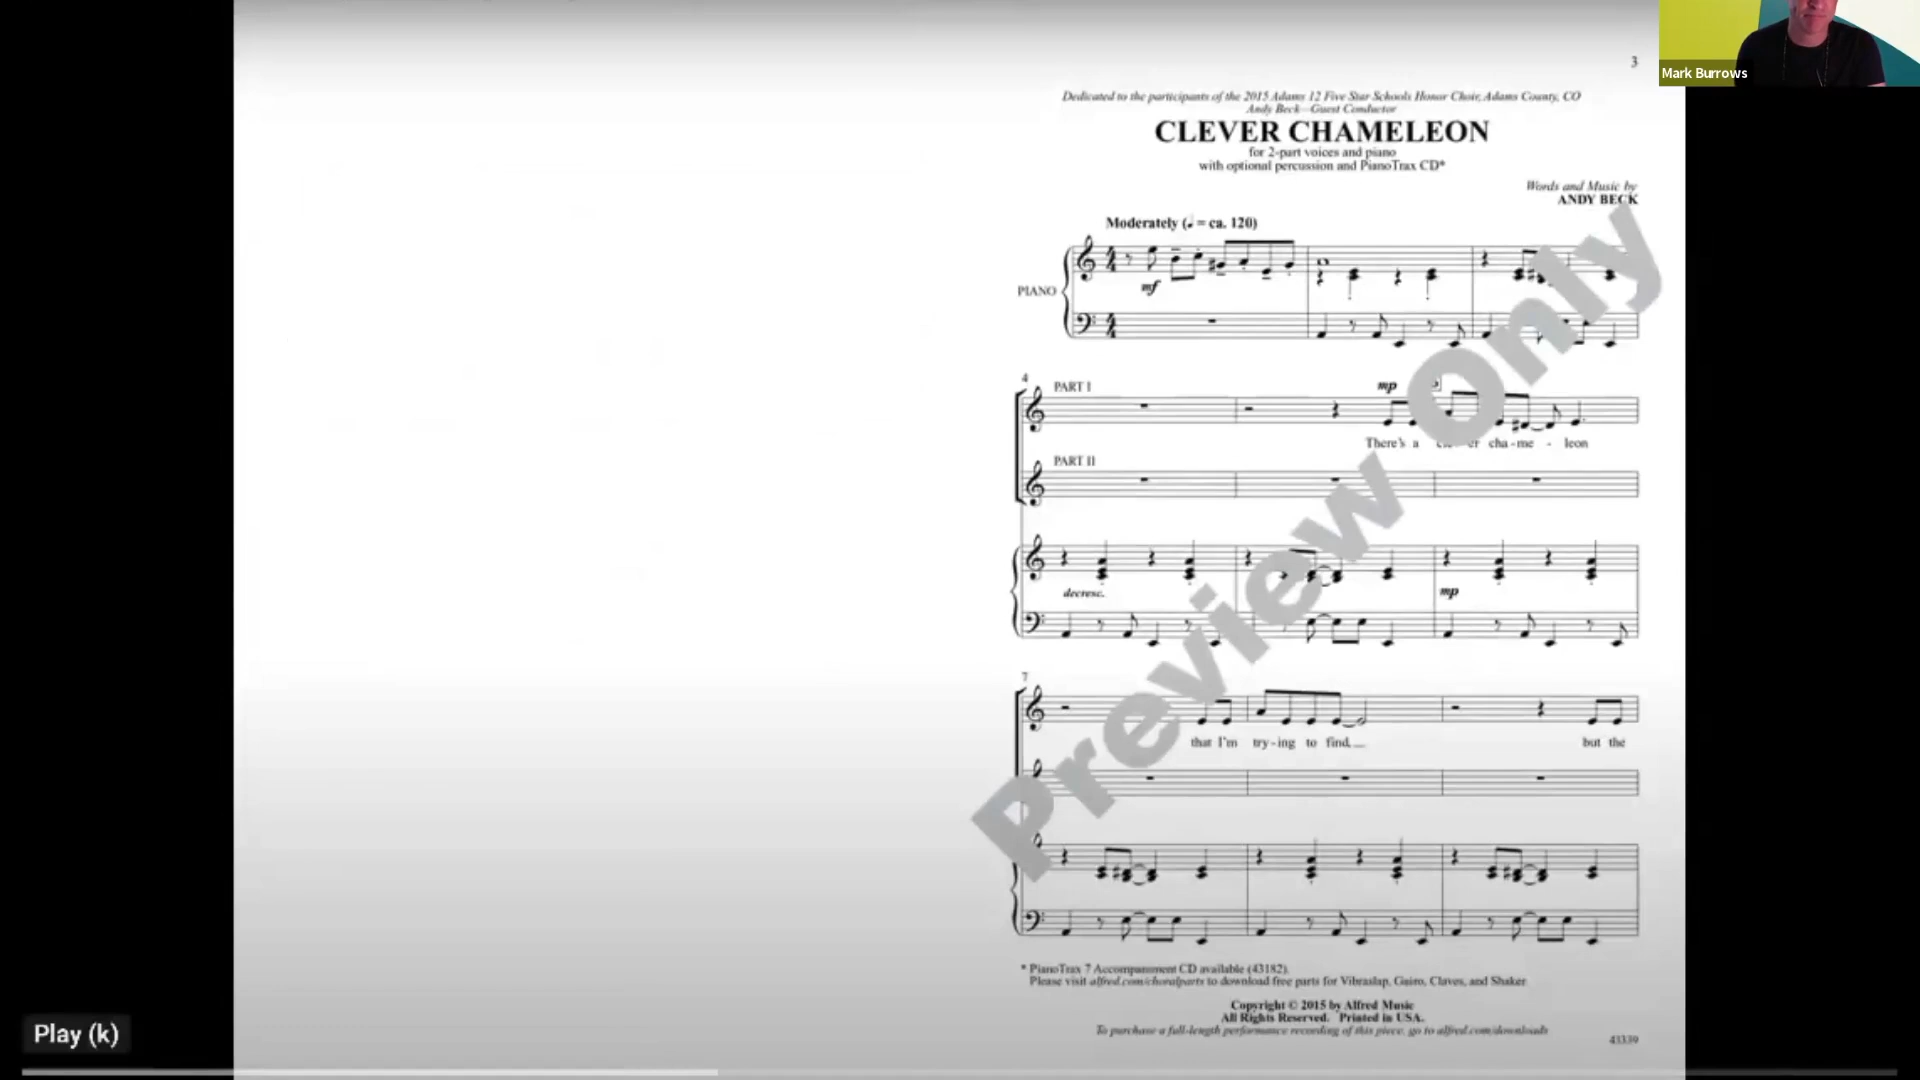 Mark Burrows
3
Dedicated to the participants of the 2015 Adams 12 Five Star Schools Honor Choir, Adams County, CO
Andy Beck—Guest Conductor
CLEVER CHAMELEON
for 2-part voices and piano
with optional percussion and PianoTrax CD*
Words and Music by
ANDY BECK
Moderately (♩ = ca. 120)
PIANO
mf
4
PART I
mp
There's a cha - me - leon
PART II
decresc.
mp
7
that I'm try - ing to find,
but the
Preview Only
* PianoTrax 7 Accompaniment CD available (43182).
Please visit alfred.com/choralparts to download free parts for Vibraslap, Guiro, Claves, and Shaker.
Copyright © 2015 by Alfred Music
All Rights Reserved. Printed in USA.
To purchase a full-length performance recording of this piece, go to alfred.com/downloads
43339
Play (k)